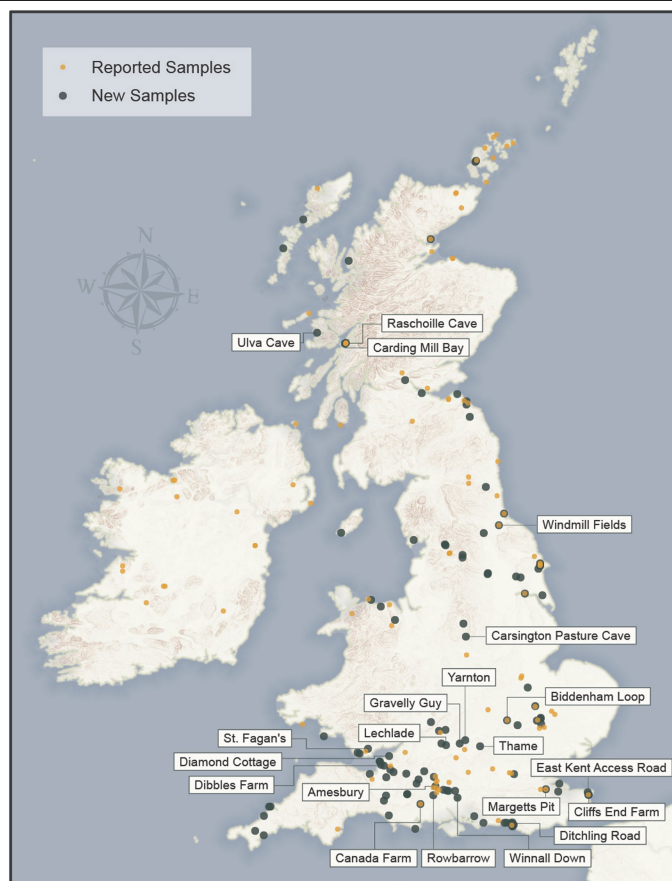 Reported Samples
New Samples
N
W
E
S
Raschoille Cave
Ulva Cave
Carding Mill Bay
Windmill Fields
Carsington Pasture Cave
Yarnton
Gravelly Guy
Biddenham Loop
St. Fagan's
Lechlade
Thame
Diamond Cottage
East Kent Access Road
Dibbles Farm
Amesbury
Margetts Pit
Cliffs End Farm
Ditchling Road
Canada Farm
Rowbarrow
Winnall Down